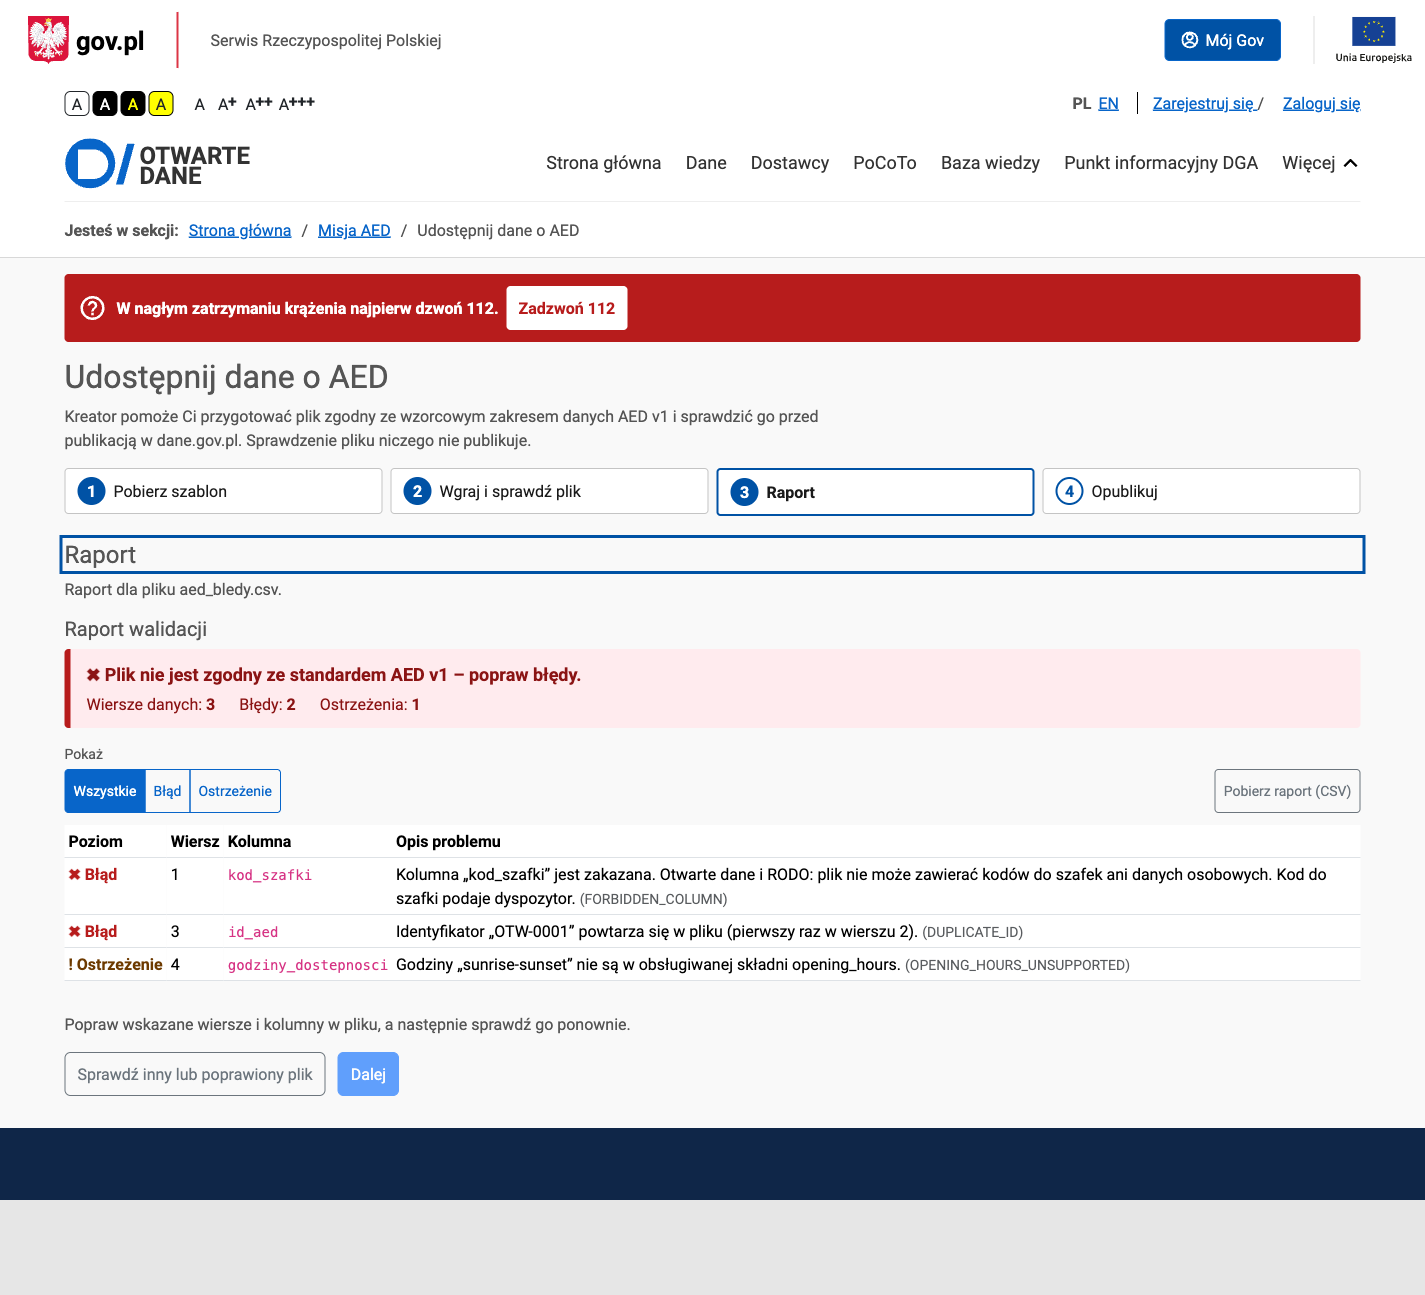 gov.pl
Serwis Rzeczypospolitej Polskiej
Mój Gov
Unia Europejska
A A A A A A+ A++ A+++
PL EN Zarejestruj się / Zaloguj się
OTWARTE
DANE
Strona główna Dane Dostawcy PoCoTo Baza wiedzy Punkt informacyjny DGA Więcej
Jesteś w sekcji: Strona główna / Misja AED / Udostępnij dane o AED
W nagłym zatrzymaniu krążenia najpierw dzwoń 112. Zadzwoń 112
Udostępnij dane o AED
Kreator pomoże Ci przygotować plik zgodny ze wzorcowym zakresem danych AED v1 i sprawdzić go przed
publikacją w dane.gov.pl. Sprawdzenie pliku niczego nie publikuje.
1 Pobierz szablon 2 Wgraj i sprawdź plik 3 Raport 4 Opublikuj
Raport
Raport dla pliku aed_bledy.csv.
Raport walidacji
✖ Plik nie jest zgodny ze standardem AED v1 – popraw błędy.
Wiersze danych: 3 Błędy: 2 Ostrzeżenia: 1
Pokaż
Wszystkie Błąd Ostrzeżenie Pobierz raport (CSV)
Poziom Wiersz Kolumna Opis problemu
✖ Błąd 1 kod_szafki Kolumna „kod_szafki” jest zakazana. Otwarte dane i RODO: plik nie może zawierać kodów do szafek ani danych osobowych. Kod do
szafki podaje dyspozytor. (FORBIDDEN_COLUMN)
✖ Błąd 3 id_aed Identyfikator „OTW-0001” powtarza się w pliku (pierwszy raz w wierszu 2). (DUPLICATE_ID)
! Ostrzeżenie 4 godziny_dostepnosci Godziny „sunrise-sunset” nie są w obsługiwanej składni opening_hours. (OPENING_HOURS_UNSUPPORTED)
Popraw wskazane wiersze i kolumny w pliku, a następnie sprawdź go ponownie.
Sprawdź inny lub poprawiony plik Dalej